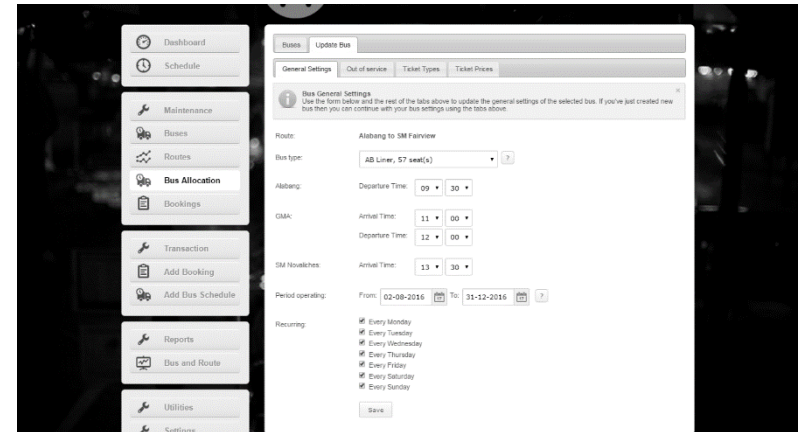 Dashboard
Schedule
Maintenance
Buses
Routes
Bus Allocation
Bookings
Transaction
Add Booking
Add Bus Schedule
Reports
Bus and Route
Utilities
Settings
Buses Update Bus
General Settings Out of service Ticket Types Ticket Prices
Bus General Settings
Use the form below and the rest of the tabs above to update the general settings of the selected bus. If you've just created new
bus then you can continue with your bus settings using the tabs above.
Route: Alabang to SM Fairview
Bus type: AB Liner, 57 seat(s) ?
Alabang: Departure Time: 09 30
GMA: Arrival Time: 11 00
Departure Time: 12 00
SM Novaliches: Arrival Time: 13 30
Period operating: From: 02-08-2016 To: 31-12-2016 ?
Recurring: Every Monday
Every Tuesday
Every Wednesday
Every Thursday
Every Friday
Every Saturday
Every Sunday
Save